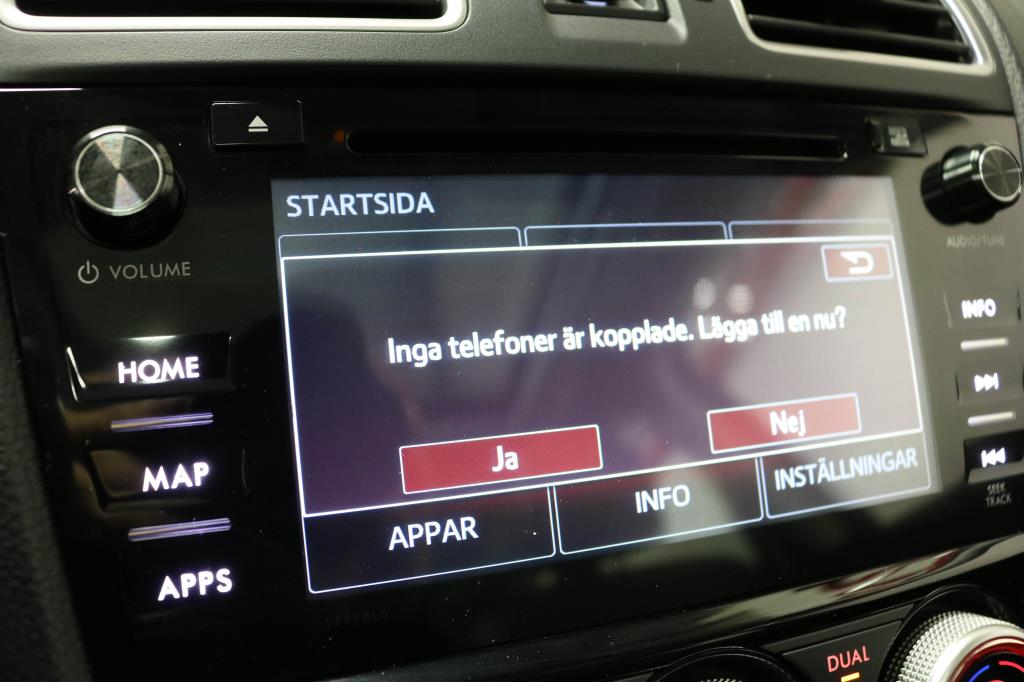 STARTSIDA
VOLUME
AUDIO/TUNE
Inga telefoner är kopplade. Lägga till en nu?
INFO
HOME
Ja
Nej
MAP
SEEK
TRACK
APPAR
INFO
INSTÄLLNINGAR
APPS
DUAL